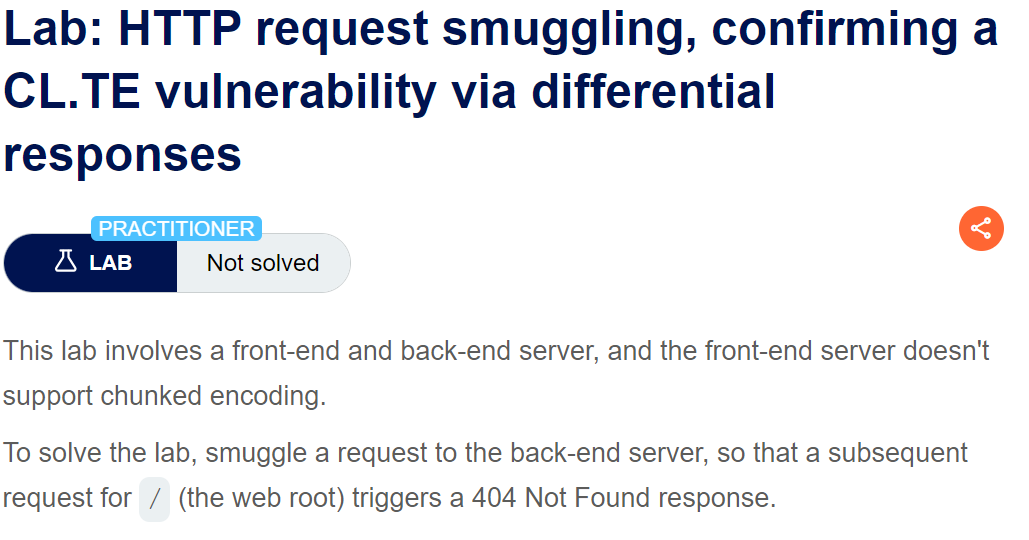 Lab: HTTP request smuggling, confirming a
CL.TE vulnerability via differential
responses
PRACTITIONER
LAB
Not solved
This lab involves a front-end and back-end server, and the front-end server doesn't
support chunked encoding.
To solve the lab, smuggle a request to the back-end server, so that a subsequent
request for / (the web root) triggers a 404 Not Found response.